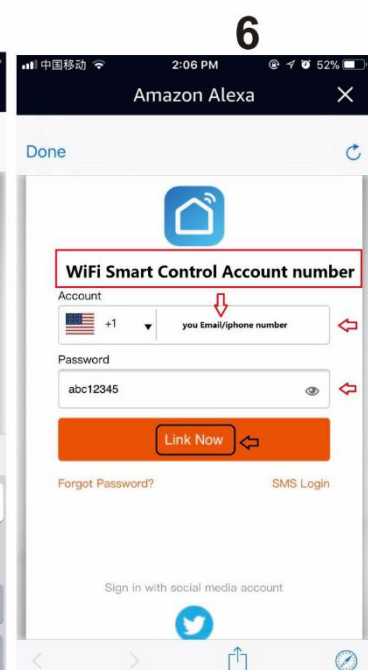 6
中国移动 2:06 PM 52%
Amazon Alexa
Done
WiFi Smart Control Account number
Account
+1 you Email/iphone number
Password
abc12345
Link Now
Forgot Password? SMS Login
Sign in with social media account